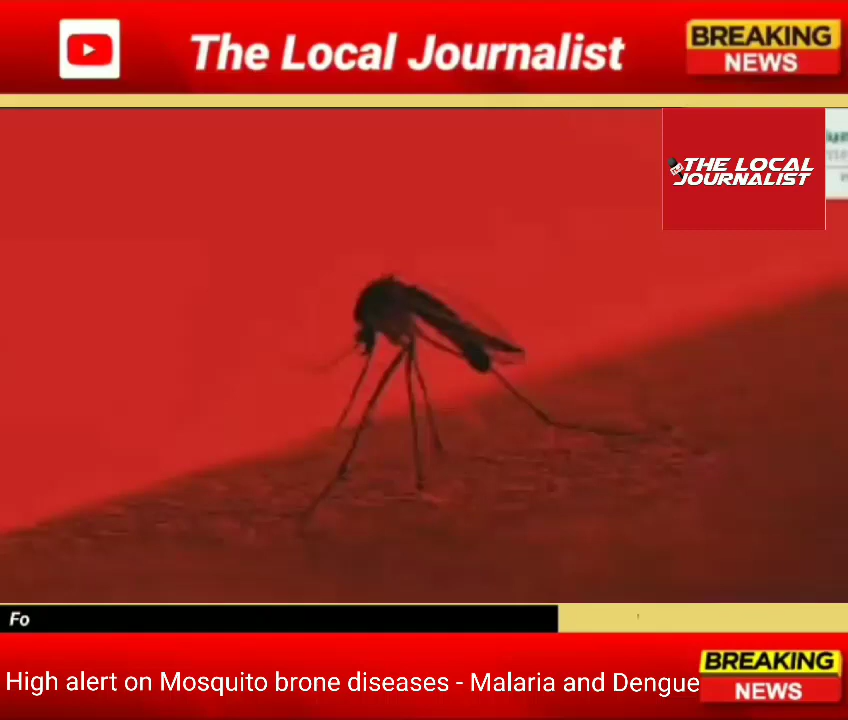 The Local Journalist
BREAKING
NEWS
THE LOCAL
JOURNALIST
Fo
High alert on Mosquito brone diseases - Malaria and Dengue
BREAKING
NEWS